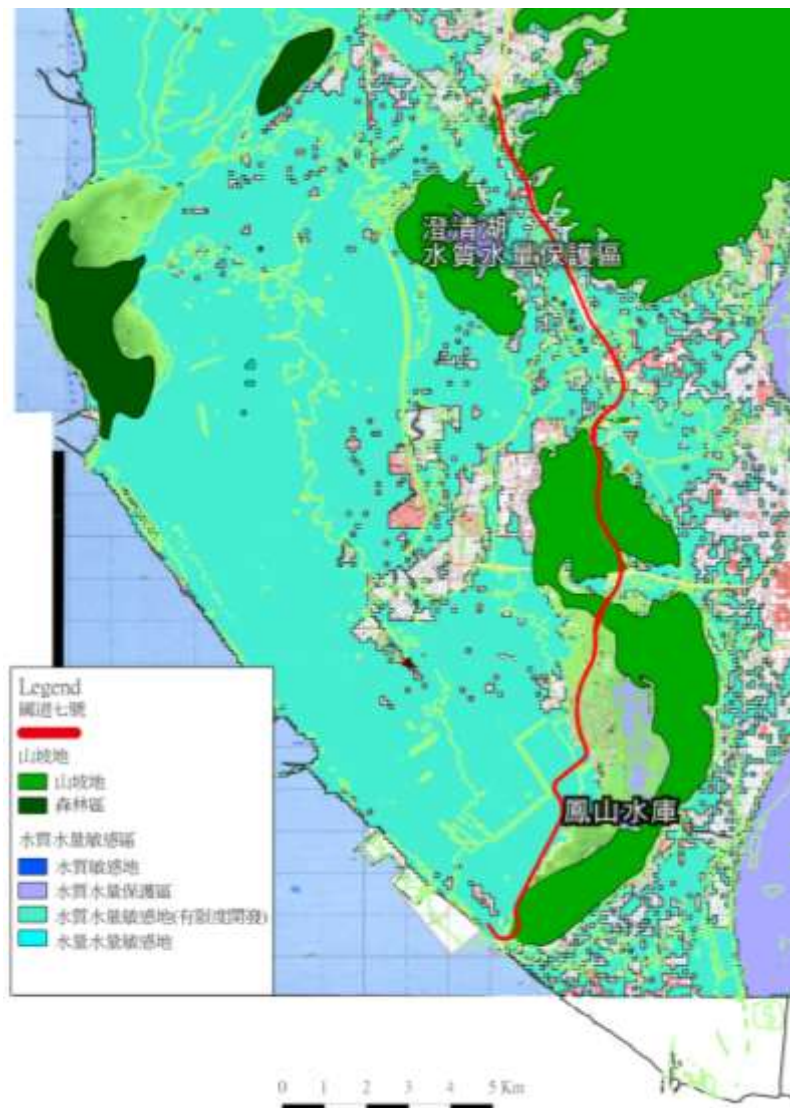 澄清湖
水質水量保護區
鳳山水庫
Legend
國道七號
山坡地
山坡地
森林區
水質水量敏感區
水質敏感地
水質水量保護區
水質水量敏感地(有限度開發)
水量水量敏感地
0 1 2 3 4 5 Km